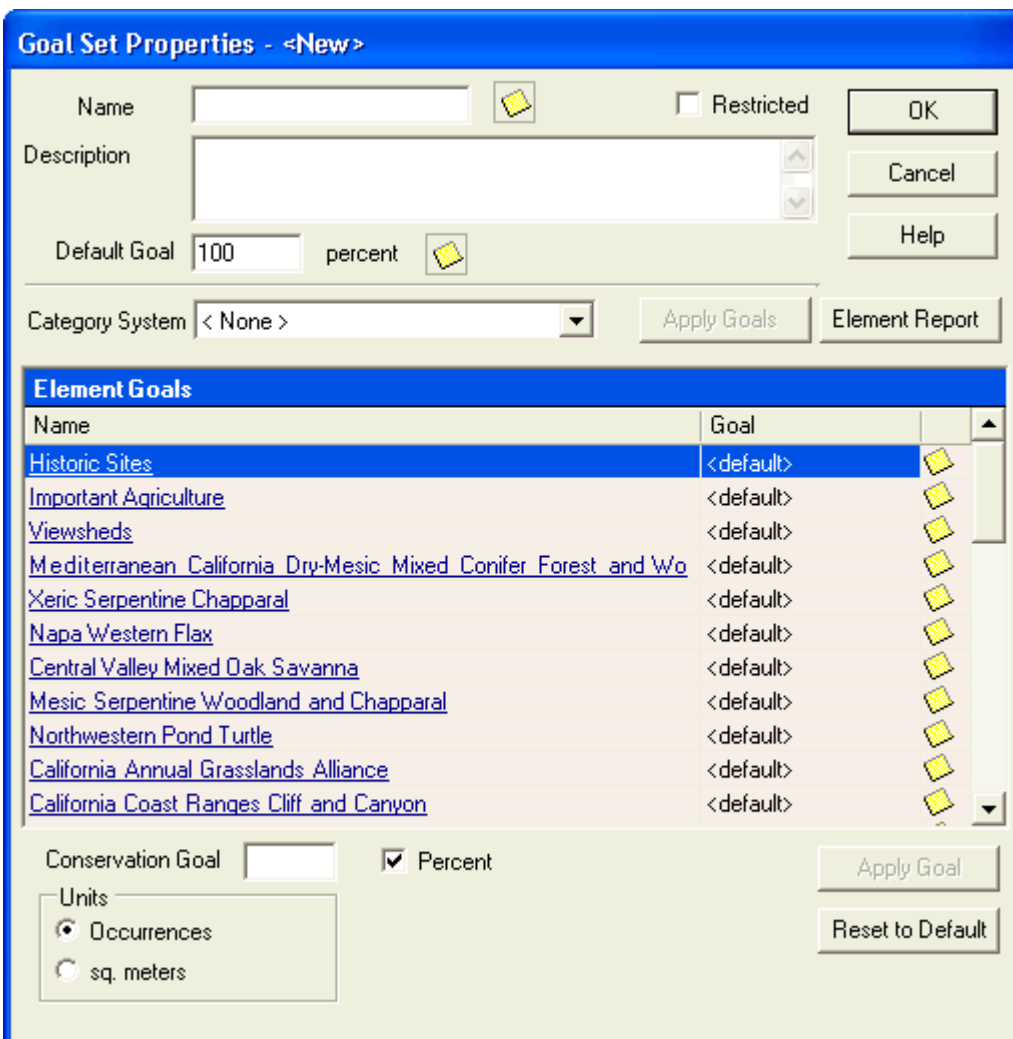 Goal Set Properties - <New>
Name
Restricted
OK
Description
Cancel
Default Goal 100 percent
Help
Category System < None >
Apply Goals
Element Report
Element Goals
Name Goal
Historic Sites <default>
Important Agriculture <default>
Viewsheds <default>
Mediterranean California Dry-Mesic Mixed Conifer Forest and Wo <default>
Xeric Serpentine Chapparal <default>
Napa Western Flax <default>
Central Valley Mixed Oak Savanna <default>
Mesic Serpentine Woodland and Chapparal <default>
Northwestern Pond Turtle <default>
California Annual Grasslands Alliance <default>
California Coast Ranges Cliff and Canyon <default>
Conservation Goal
Percent
Apply Goal
Units
Occurrences
Reset to Default
sq. meters